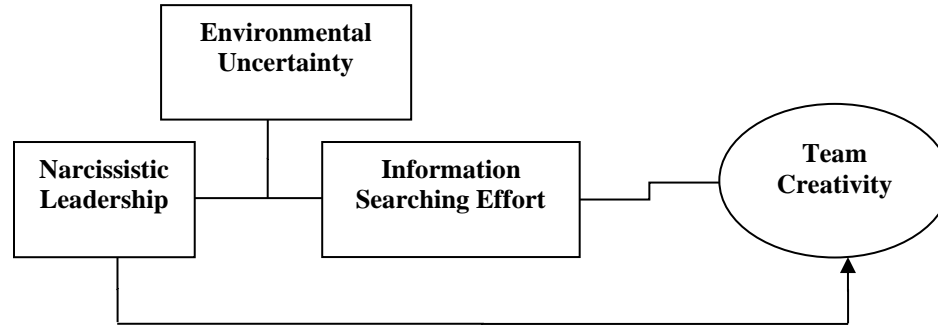 Environmental
Uncertainty
Narcissistic
Leadership
Information
Searching Effort
Team
Creativity